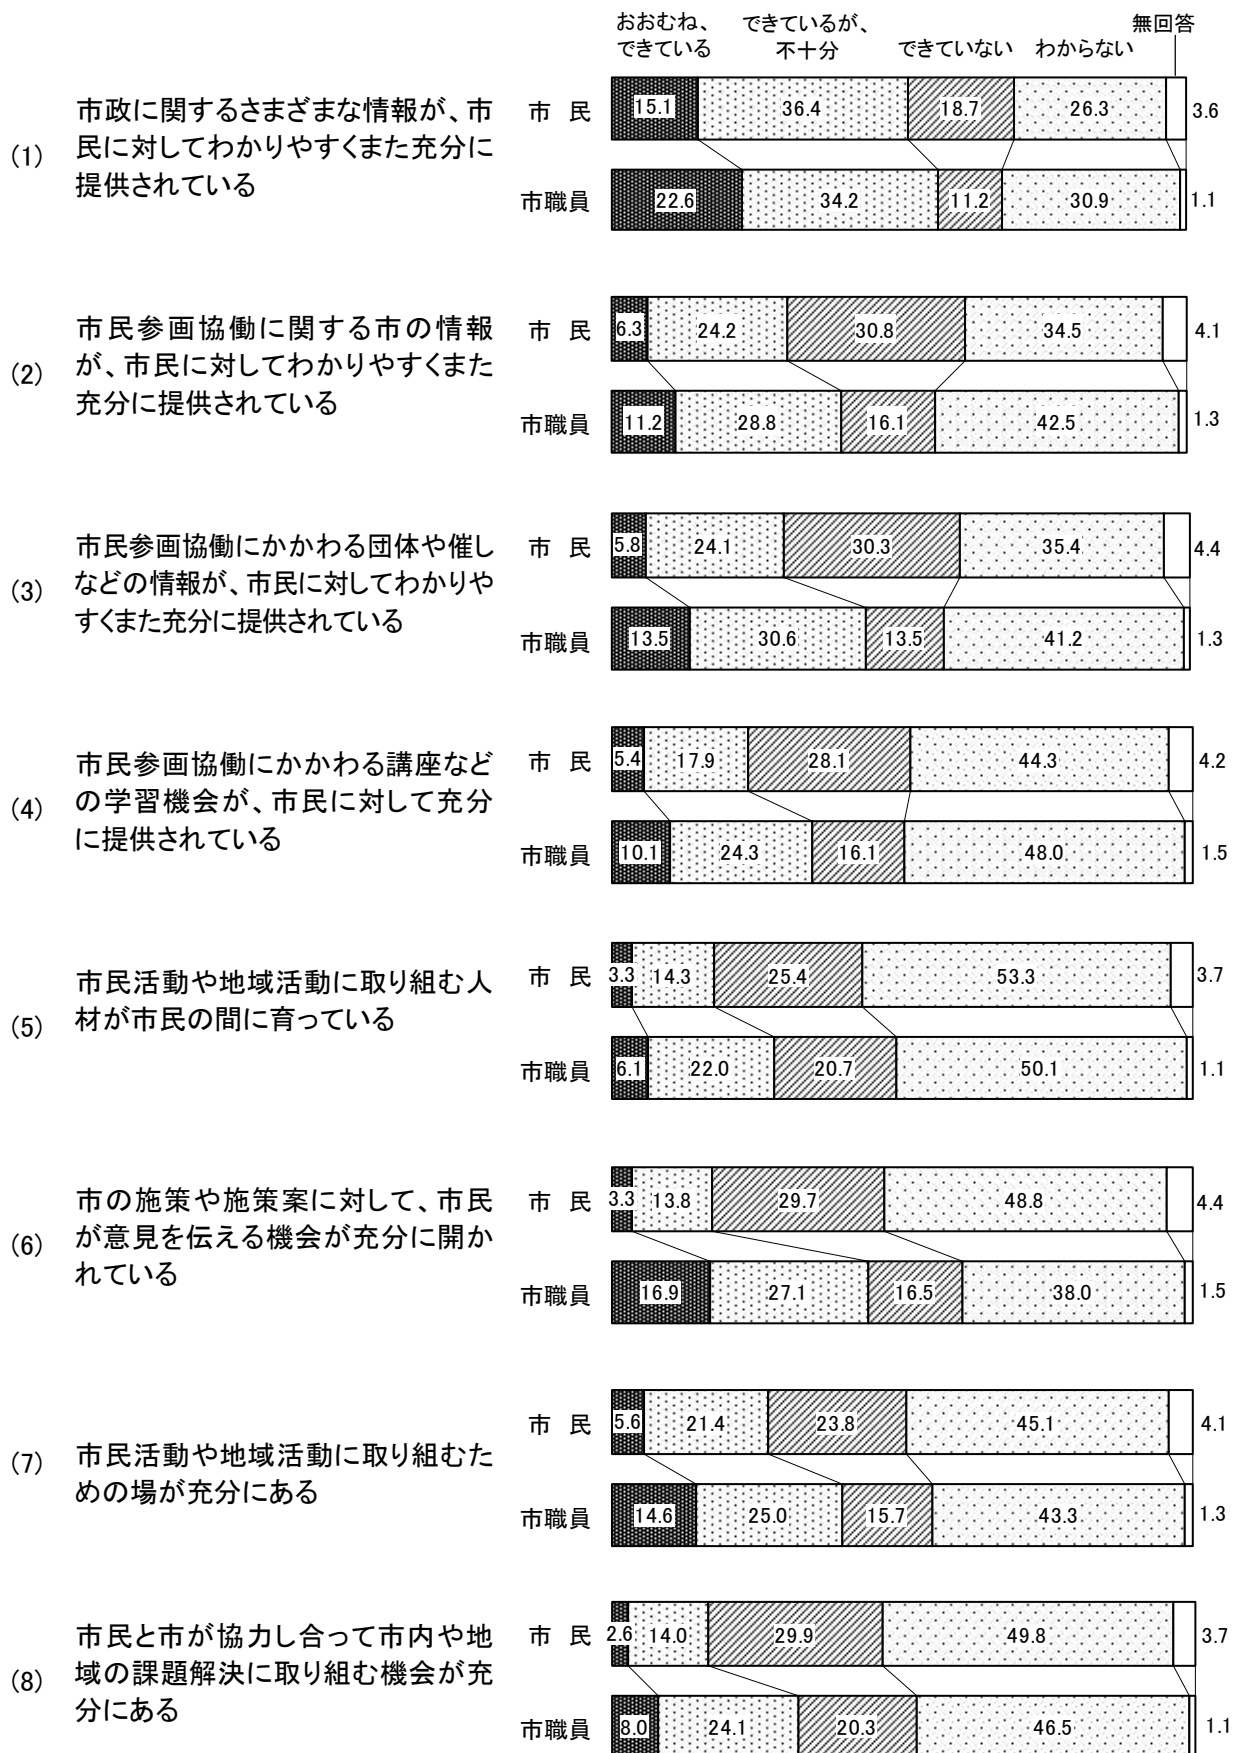 おおむね、 できているが、 無回答
できている 不十分 できていない わからない
(1)
市政に関するさまざまな情報が、市
民に対してわかりやすくまた充分に
提供されている
市 民 15.1 36.4 18.7 26.3 3.6
市職員 22.6 34.2 11.2 30.9 1.1
(2)
市民参画協働に関する市の情報
が、市民に対してわかりやすくまた
充分に提供されている
市 民 6.3 24.2 30.8 34.5 4.1
市職員 11.2 28.8 16.1 42.5 1.3
(3)
市民参画協働にかかわる団体や催し
などの情報が、市民に対してわかりや
すくまた充分に提供されている
市 民 5.8 24.1 30.3 35.4 4.4
市職員 13.5 30.6 13.5 41.2 1.3
(4)
市民参画協働にかかわる講座など
の学習機会が、市民に対して充分
に提供されている
市 民 5.4 17.9 28.1 44.3 4.2
市職員 10.1 24.3 16.1 48.0 1.5
(5)
市民活動や地域活動に取り組む人
材が市民の間に育っている
市 民 3.3 14.3 25.4 53.3 3.7
市職員 6.1 22.0 20.7 50.1 1.1
(6)
市の施策や施策案に対して、市民
が意見を伝える機会が充分に開か
れている
市 民 3.3 13.8 29.7 48.8 4.4
市職員 16.9 27.1 16.5 38.0 1.5
(7)
市民活動や地域活動に取り組むた
めの場が充分にある
市 民 5.6 21.4 23.8 45.1 4.1
市職員 14.6 25.0 15.7 43.3 1.3
(8)
市民と市が協力し合って市内や地
域の課題解決に取り組む機会が充
分にある
市 民 2.6 14.0 29.9 49.8 3.7
市職員 8.0 24.1 20.3 46.5 1.1